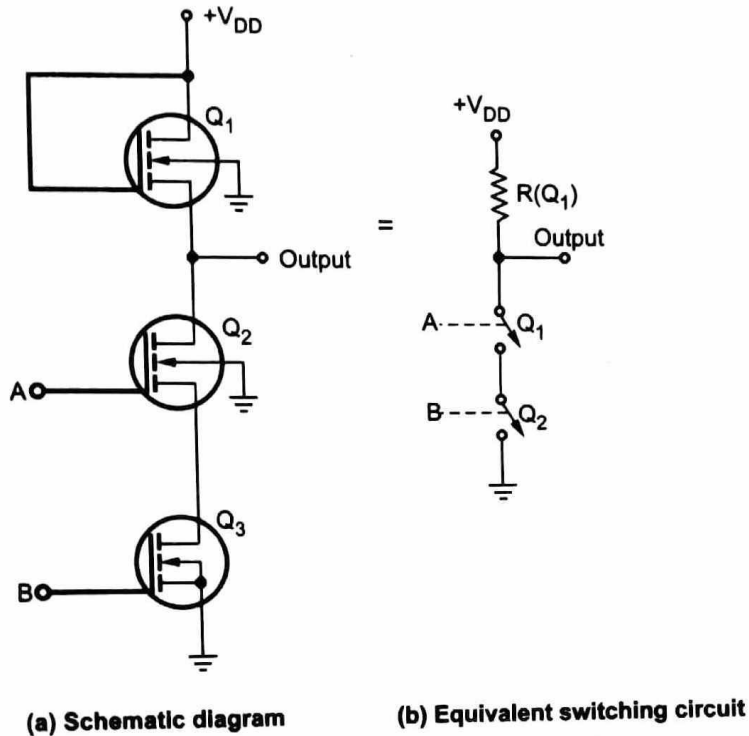 +VDD
Q1
Output
Q2
A
Q3
B
(a) Schematic diagram
=
+VDD
R(Q1)
Output
A
Q1
B
Q2
(b) Equivalent switching circuit